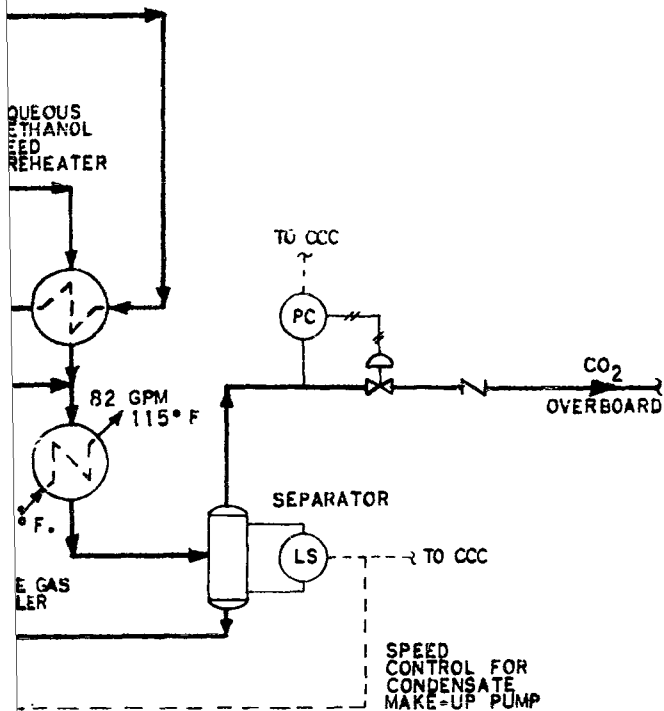 QUEOUS
ETHANOL
EED
REHEATER
TO CCC
PC
CO2
OVERBOARD
82 GPM
115° F
° F.
SEPARATOR
LS
TO CCC
E GAS
LER
SPEED
CONTROL FOR
CONDENSATE
MAKE-UP PUMP